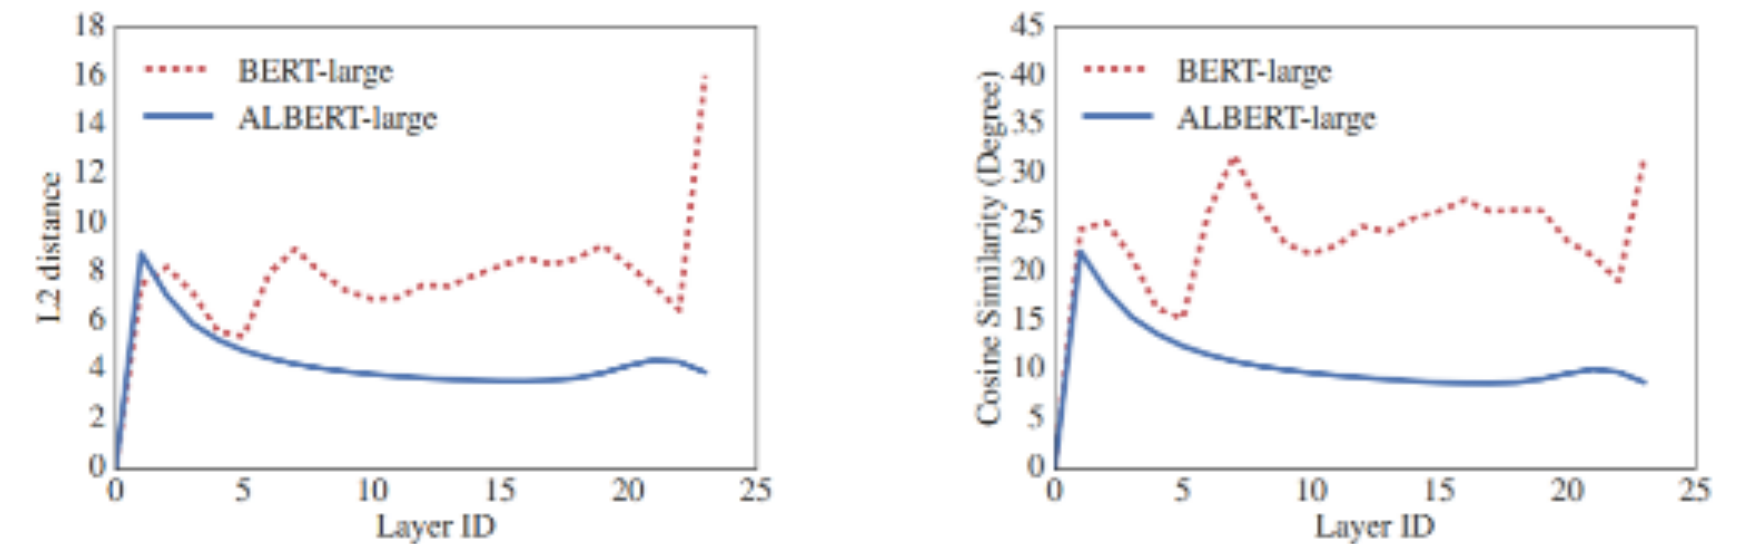 18
16
14
12
10
8
6
4
2
0
L2 distance
BERT-large
ALBERT-large
0 5 10 15 20 25
Layer ID
45
40
35
30
25
20
15
10
5
0
Cosine Similarity (Degree)
BERT-large
ALBERT-large
0 5 10 15 20 25
Layer ID